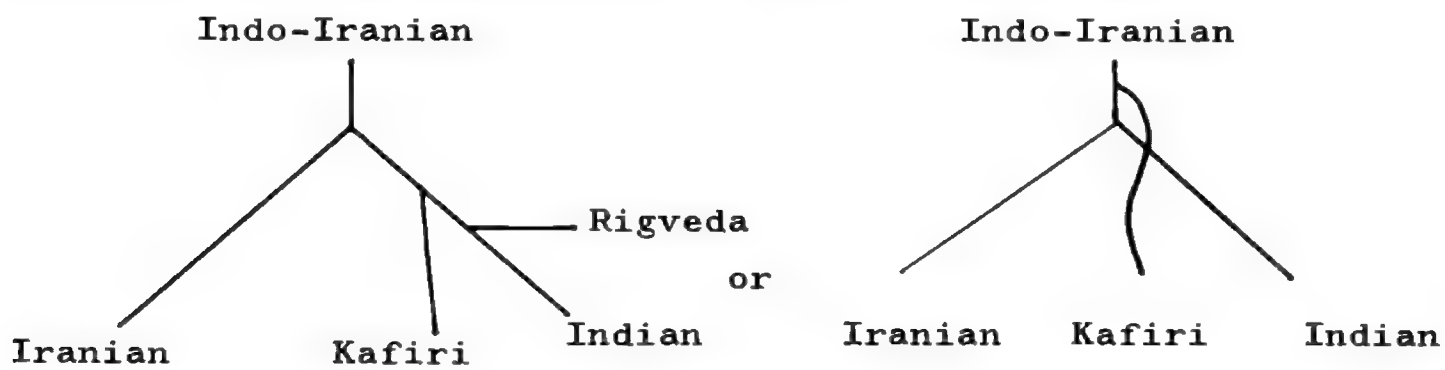 Indo-Iranian
Rigveda
Iranian
Kafiri
Indian
or
Indo-Iranian
Iranian
Kafiri
Indian